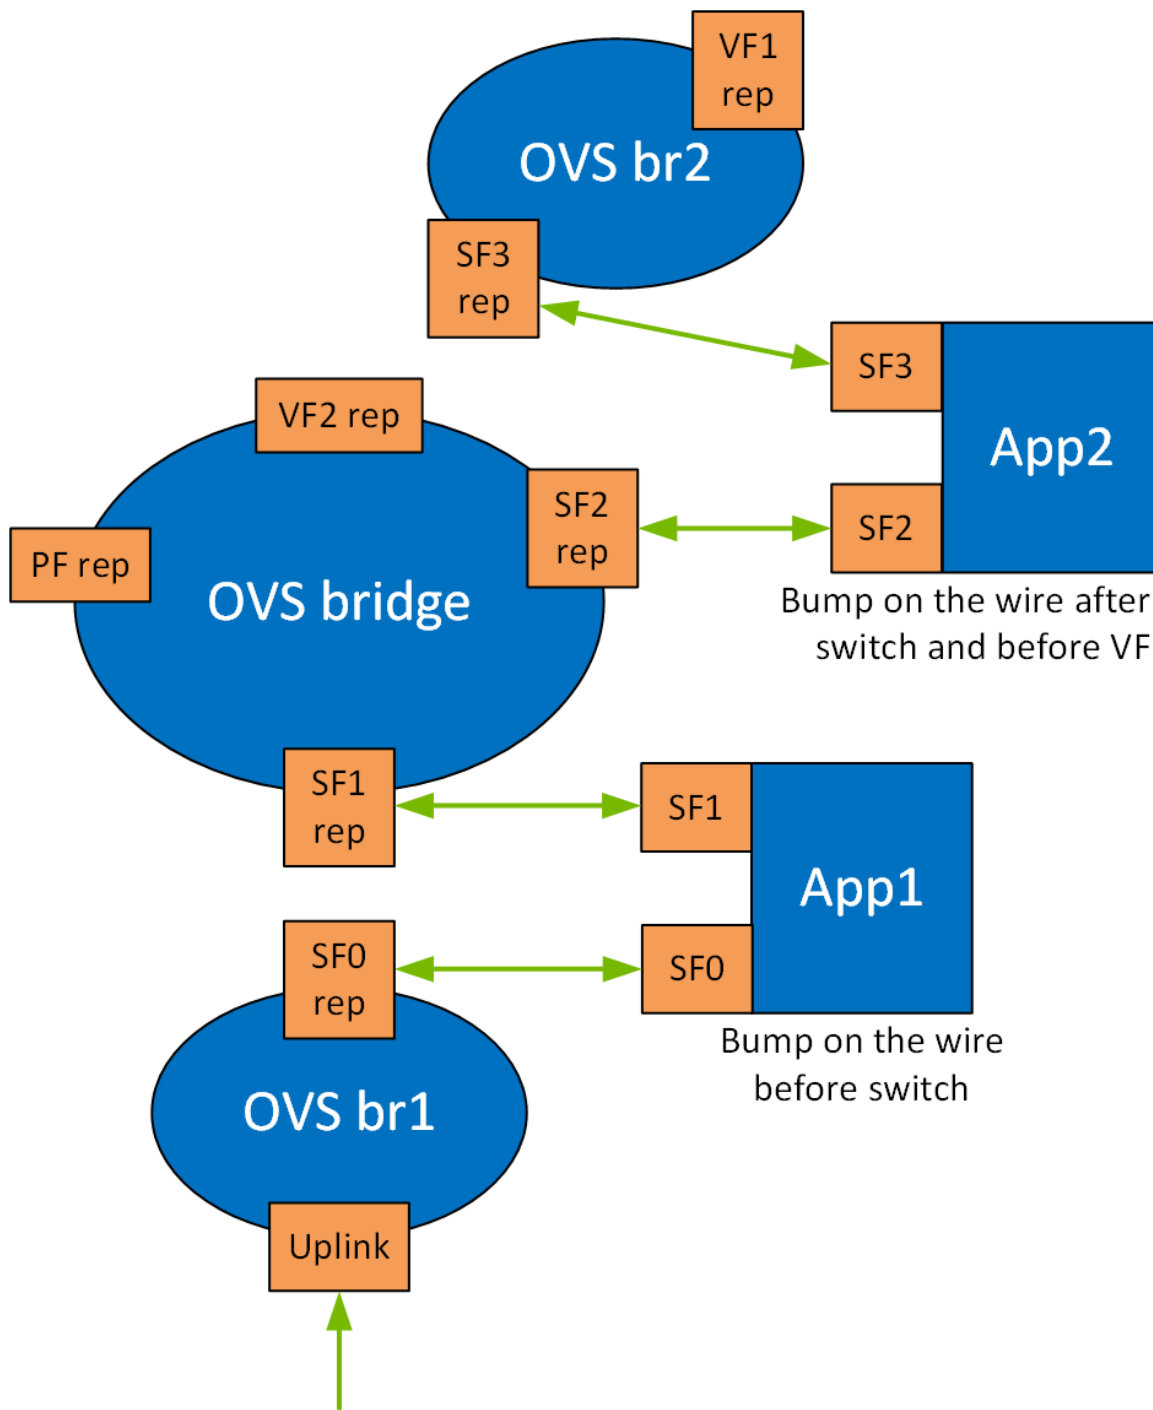 VF1
rep
OVS br2
SF3
rep
SF3
VF2 rep
App2
SF2
rep
SF2
PF rep
OVS bridge
Bump on the wire after
switch and before VF
SF1
rep
SF1
App1
SF0
rep
SF0
Bump on the wire
before switch
OVS br1
Uplink